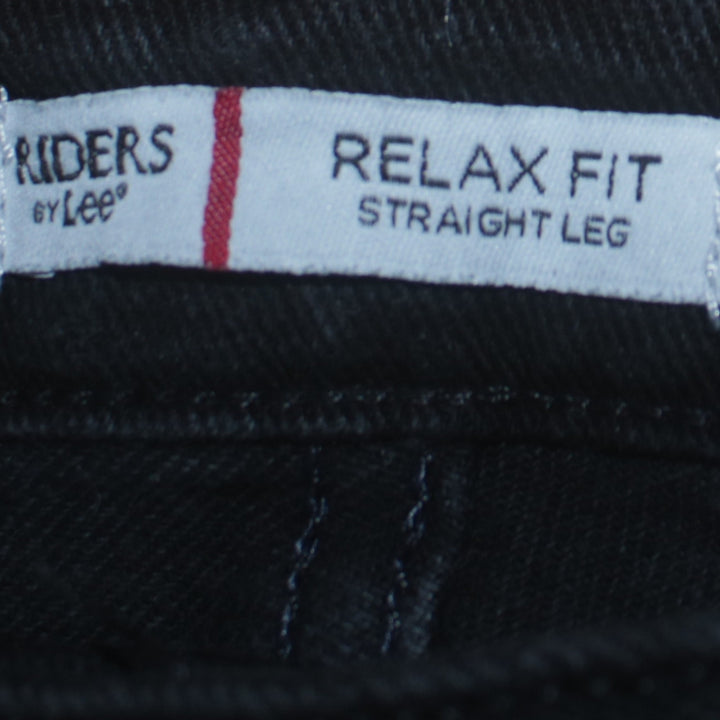 RIDERS
BY Lee®
RELAX FIT
STRAIGHT LEG